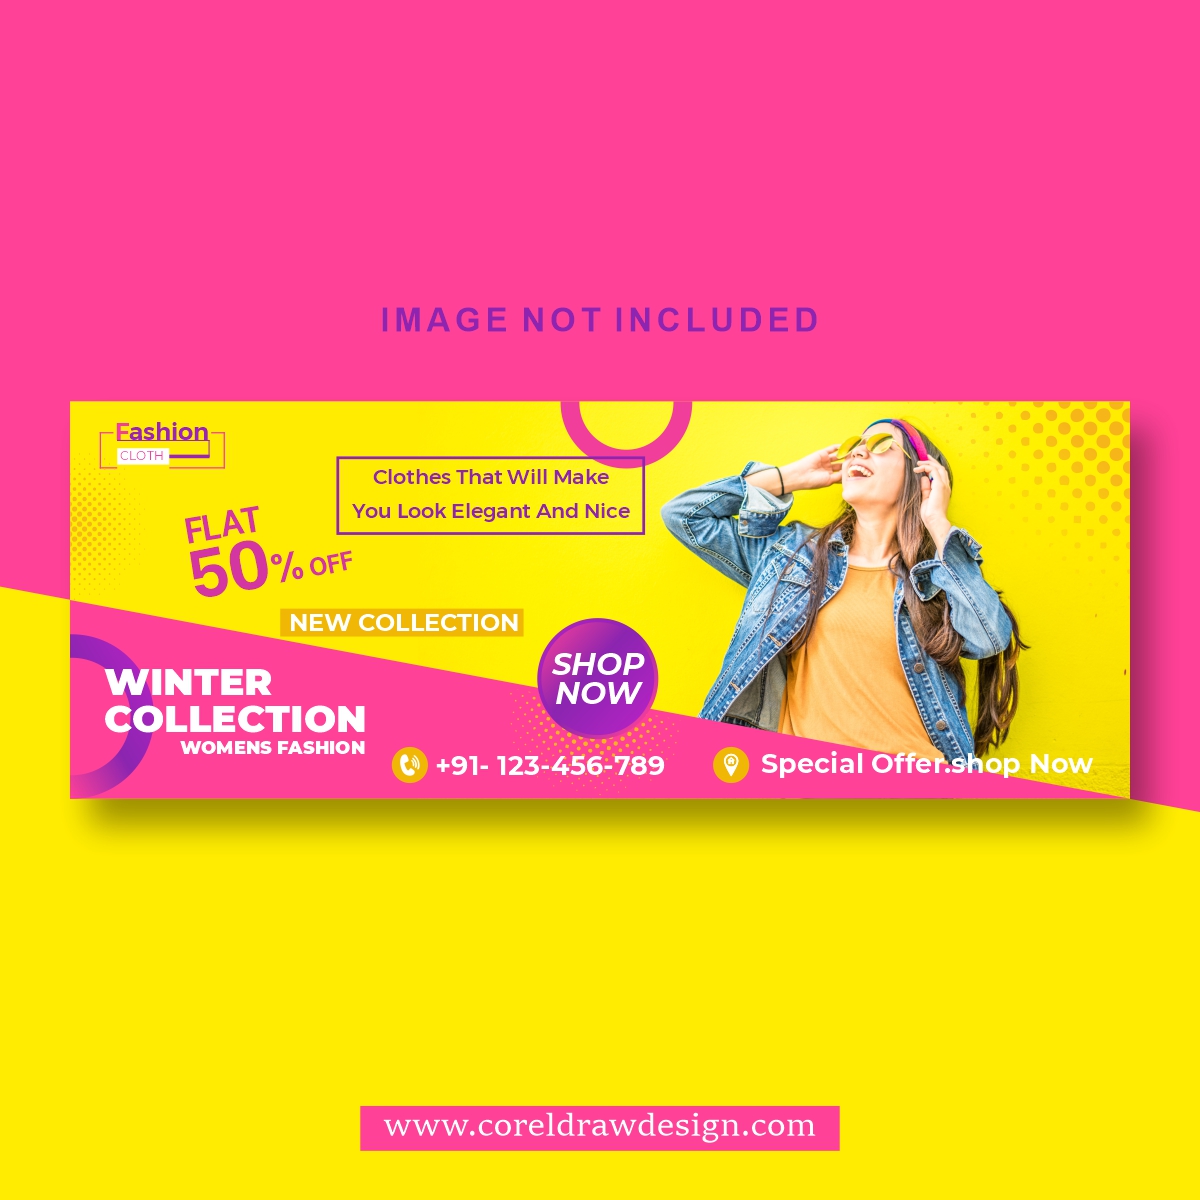 IMAGE NOT INCLUDED
Fashion
CLOTH
Clothes That Will Make
You Look Elegant And Nice
FLAT
50% OFF
NEW COLLECTION
WINTER
COLLECTION
WOMENS FASHION
SHOP
NOW
+91- 123-456-789
Special Offer.shop Now
www.coreldrawdesign.com